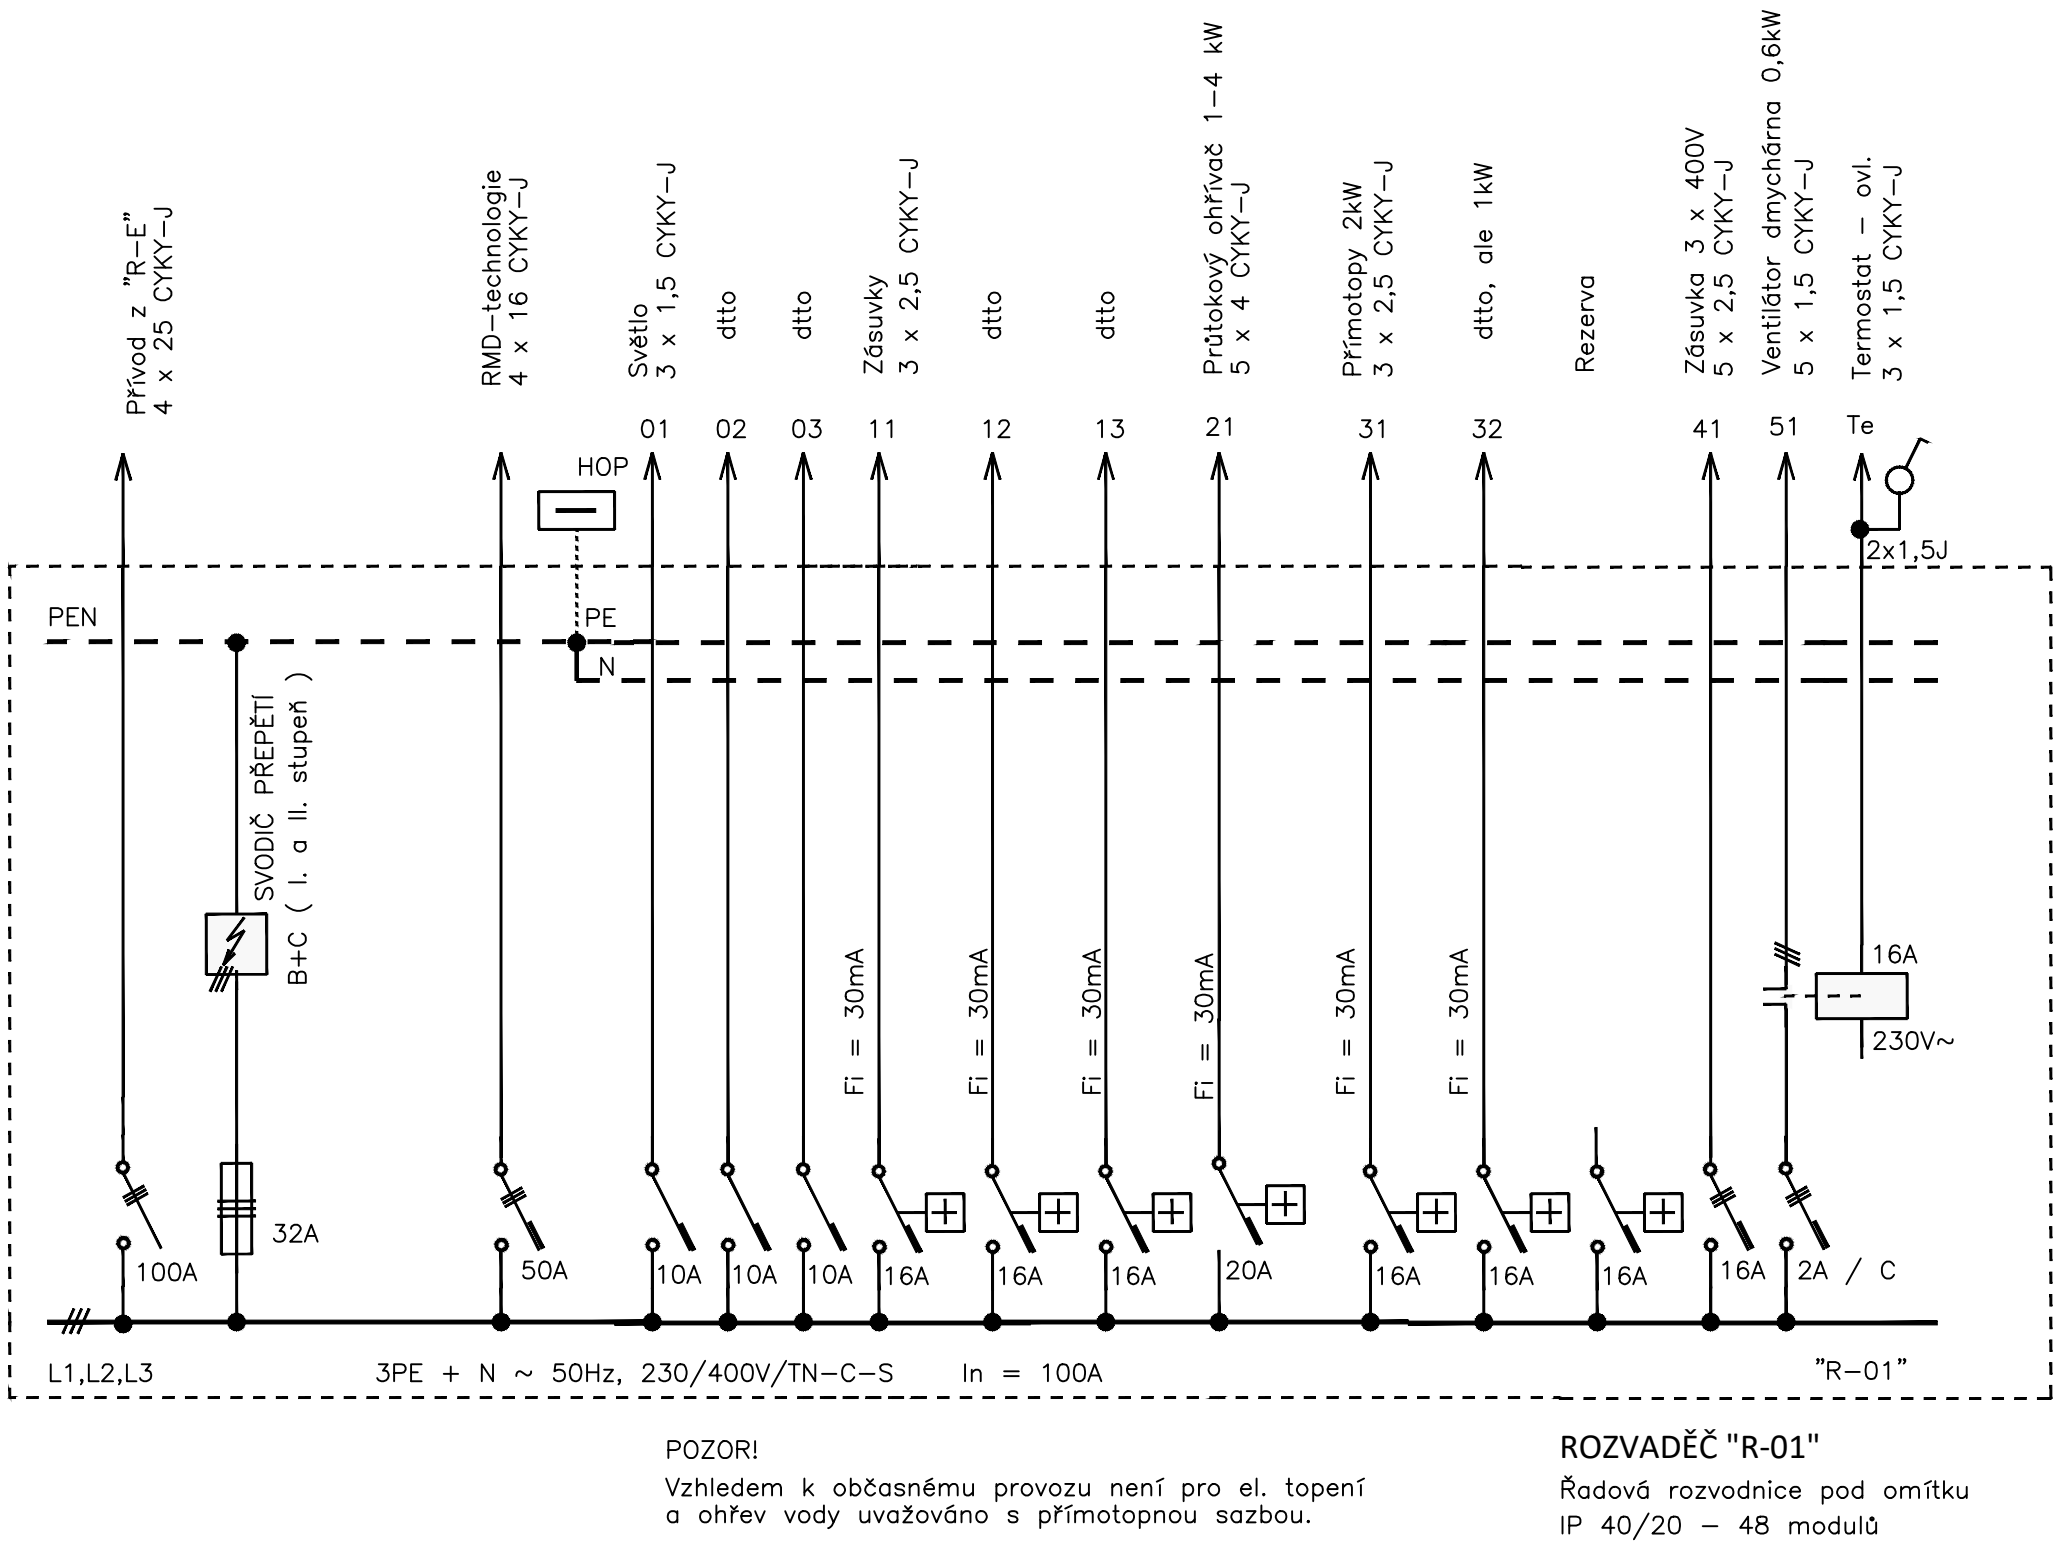 Přívod z "R-E"
4 x 25 CYKY-J
RMD-technologie
4 x 16 CYKY-J
Světlo
3 x 1,5 CYKY-J
dtto
dtto
Zásuvky
3 x 2,5 CYKY-J
dtto
dtto
Průtokový ohřívač 1-4 kW
5 x 4 CYKY-J
Přímotopy 2kW
3 x 2,5 CYKY-J
dtto, ale 1kW
Rezerva
Zásuvka 3 x 400V
5 x 2,5 CYKY-J
Ventilátor dmychárna 0,6kW
5 x 1,5 CYKY-J
Termostat - ovl.
3 x 1,5 CYKY-J
01
02
03
11
12
13
21
31
32
41
51
Te
HOP
2x1,5J
PEN
PE
N
SVODIČ PŘEPĚTÍ
B+C ( I. a II. stupeň )
Fi = 30mA
Fi = 30mA
Fi = 30mA
Fi = 30mA
Fi = 30mA
Fi = 30mA
16A
230V~
100A
32A
50A
10A
10A
10A
16A
16A
16A
20A
16A
16A
16A
16A
2A / C
L1,L2,L3
3PE + N ~ 50Hz, 230/400V/TN-C-S
In = 100A
"R-01"
POZOR!
Vzhledem k občasnému provozu není pro el. topení
a ohřev vody uvažováno s přímotopnou sazbou.
ROZVADĚČ "R-01"
Řadová rozvodnice pod omítku
IP 40/20 - 48 modulů